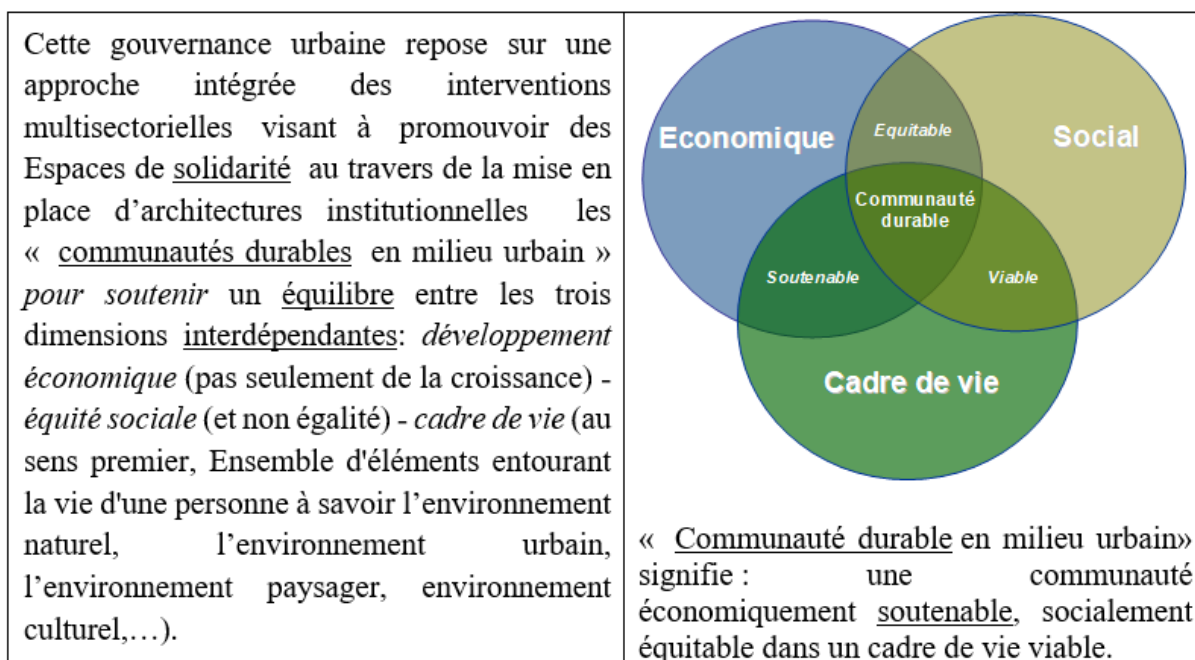 Cette gouvernance urbaine repose sur une
approche intégrée des interventions
multisectorielles visant à promouvoir des
Espaces de solidarité au travers de la mise en
place d’architectures institutionnelles les
« communautés durables en milieu urbain »
pour soutenir un équilibre entre les trois
dimensions interdépendantes: développement
économique (pas seulement de la croissance) -
équité sociale (et non égalité) - cadre de vie (au
sens premier, Ensemble d'éléments entourant
la vie d'une personne à savoir l’environnement
naturel, l’environnement urbain,
l’environnement paysager, environnement
culturel,…).
Economique
Equitable
Social
Communauté
durable
Soutenable
Viable
Cadre de vie
« Communauté durable en milieu urbain»
signifie : une communauté
économiquement soutenable, socialement
équitable dans un cadre de vie viable.